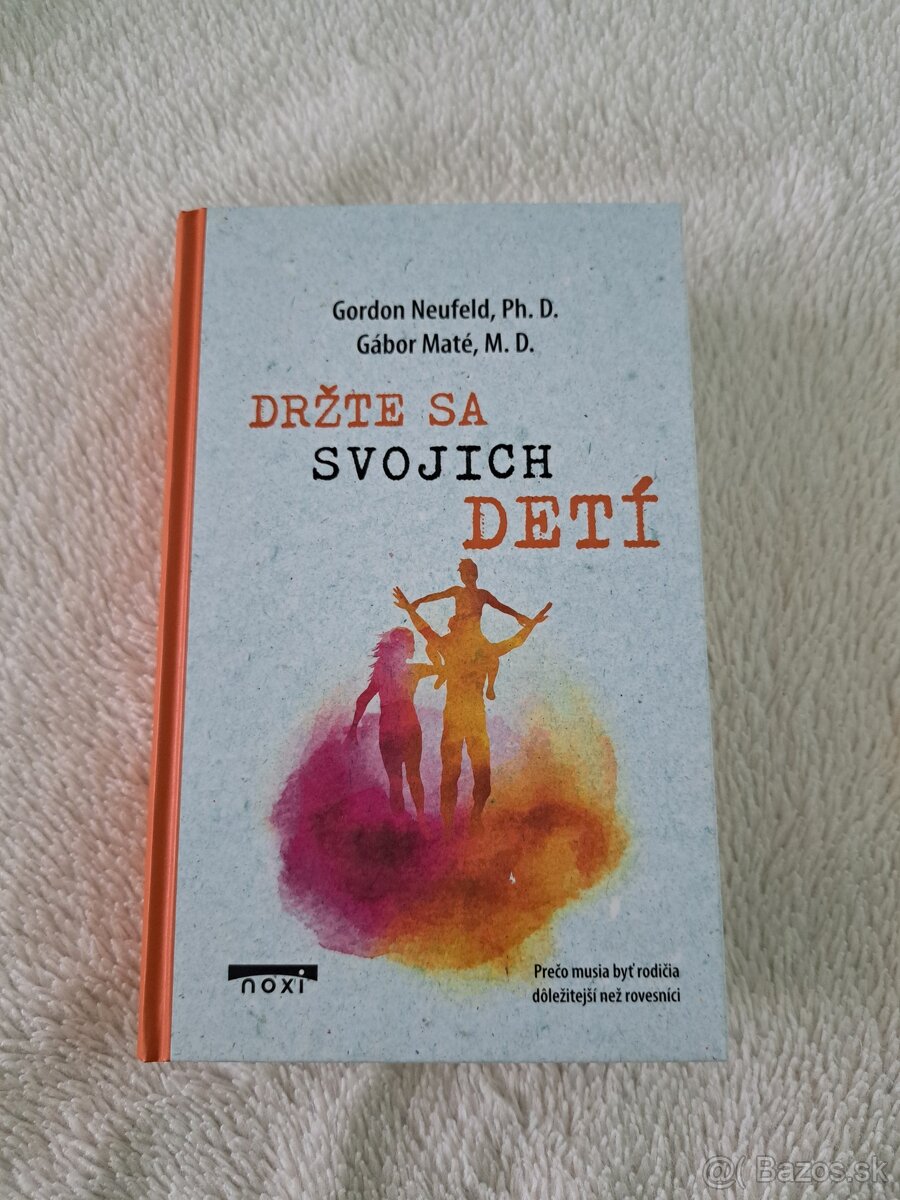 Gordon Neufeld, Ph. D.
Gábor Maté, M. D.
DRŽTE SA
SVOJICH
DETÍ
noxi
Prečo musia byť rodičia
dôležitejší než rovesníci
@( Bazos.sk